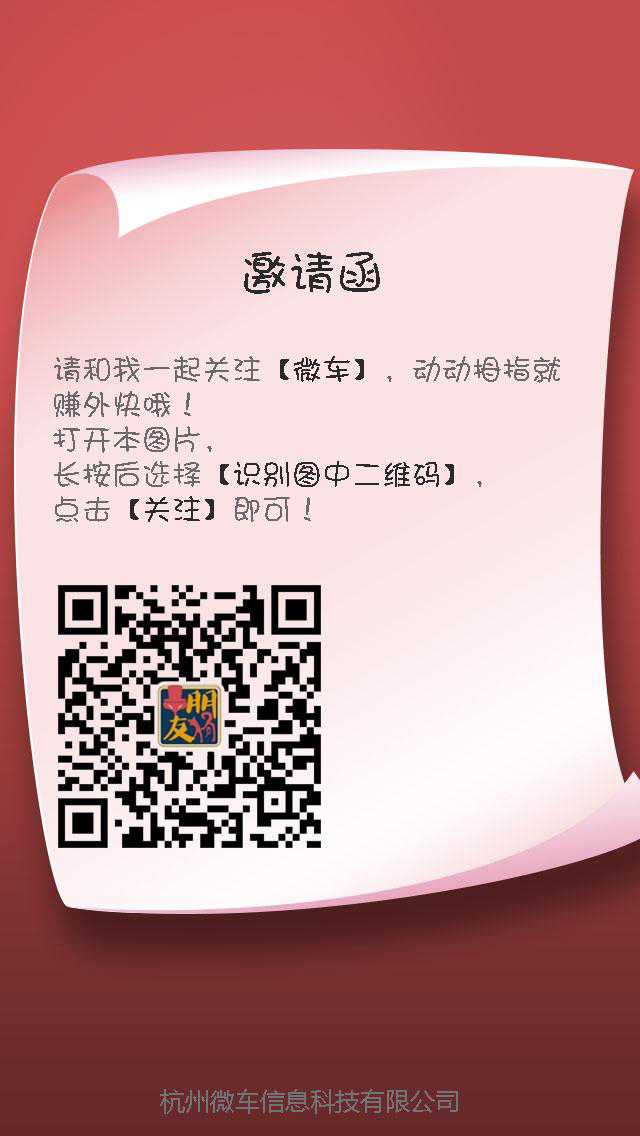 邀请函
请和我一起关注【微车】，动动拇指就
赚外快哦！
打开本图片，
长按后选择【识别图中二维码】，
点击【关注】即可！
朋
友 狗
杭州微车信息科技有限公司